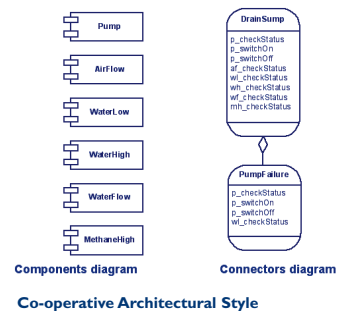 Pump
AirFlow
WaterLow
WaterHigh
WaterFlow
MethaneHigh
Components diagram
DrainSump
p_checkStatus
p_switchOn
p_switchOff
af_checkStatus
wl_checkStatus
wh_checkStatus
wf_checkStatus
mh_checkStatus
PumpFailure
p_checkStatus
p_switchOn
p_switchOff
wl_checkStatus
Connectors diagram
Co-operative Architectural Style